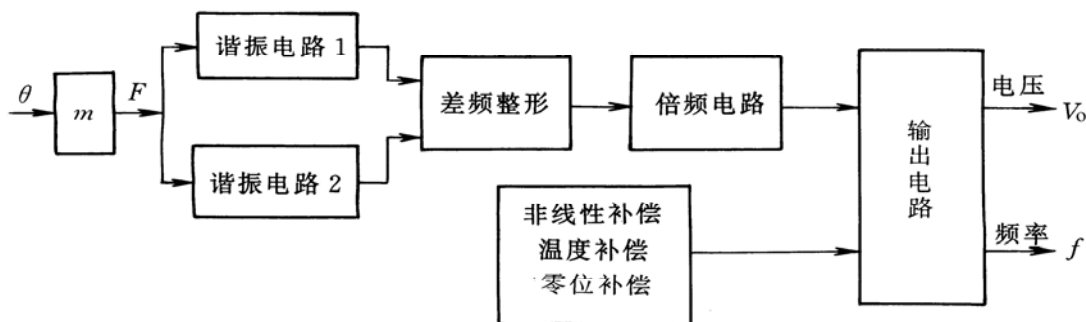 θ
m
F
谐振电路 1
谐振电路 2
差频整形
倍频电路
非线性补偿
温度补偿
零位补偿
输出电路
电压
V₀
频率
f